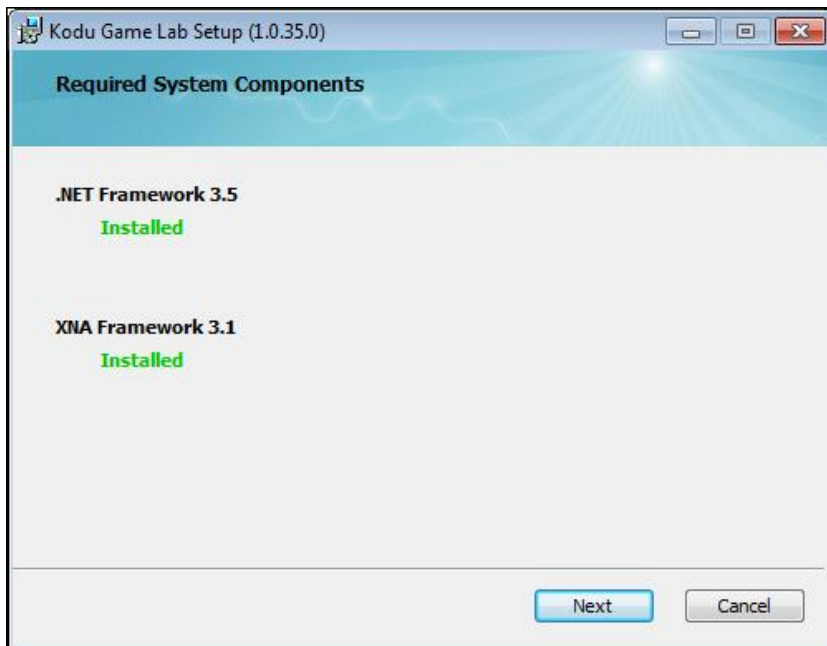 Kodu Game Lab Setup (1.0.35.0)
Required System Components
.NET Framework 3.5
Installed
XNA Framework 3.1
Installed
Next Cancel